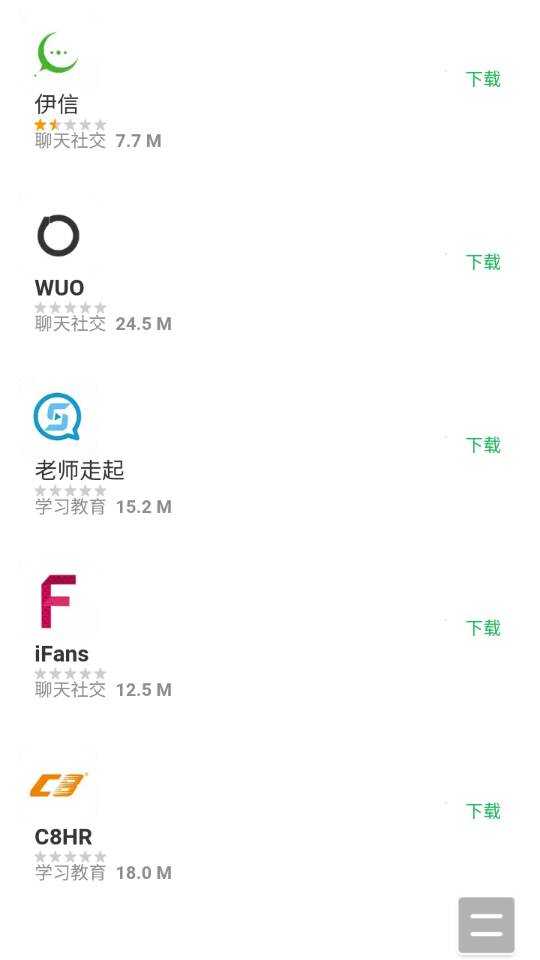 下载
伊信
聊天社交 7.7 M
下载
WUO
聊天社交 24.5 M
下载
老师走起
学习教育 15.2 M
下载
iFans
聊天社交 12.5 M
C3
下载
C8HR
学习教育 18.0 M